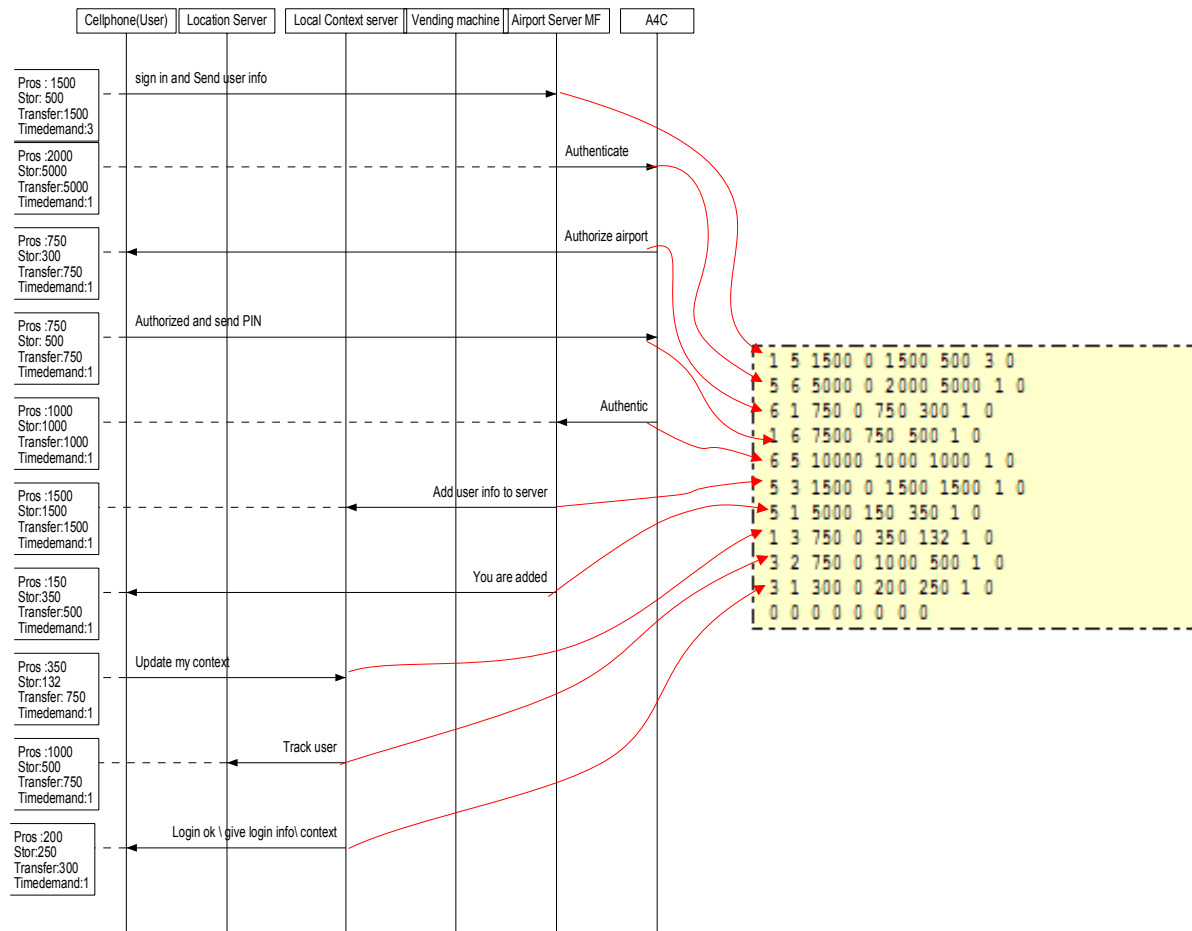 Cellphone(User)
Location Server
Local Context server
Vending machine
Airport Server MF
A4C
Pros : 1500
Stor: 500
Transfer:1500
Timedemand:3
sign in and Send user info
Pros :2000
Stor:5000
Transfer:5000
Timedemand:1
Authenticate
Pros :750
Stor:300
Transfer:750
Timedemand:1
Authorize airport
Pros :750
Stor: 500
Transfer:750
Timedemand:1
Authorized and send PIN
Pros :1000
Stor:1000
Transfer:1000
Timedemand:1
Authentic
Pros :1500
Stor:1500
Transfer:1500
Timedemand:1
Add user info to server
Pros :150
Stor:350
Transfer:500
Timedemand:1
You are added
Pros :350
Stor:132
Transfer: 750
Timedemand:1
Update my context
Pros :1000
Stor:500
Transfer:750
Timedemand:1
Track user
Pros :200
Stor:250
Transfer:300
Timedemand:1
Login ok \ give login info\ context
1 5 1500 0 1500 500 3 0
5 6 5000 0 2000 5000 1 0
6 1 750 0 750 300 1 0
1 6 7500 750 500 1 0
6 5 10000 1000 1000 1 0
5 3 1500 0 1500 1500 1 0
5 1 5000 150 350 1 0
1 3 750 0 350 132 1 0
3 2 750 0 1000 500 1 0
3 1 300 0 200 250 1 0
0 0 0 0 0 0 0 0